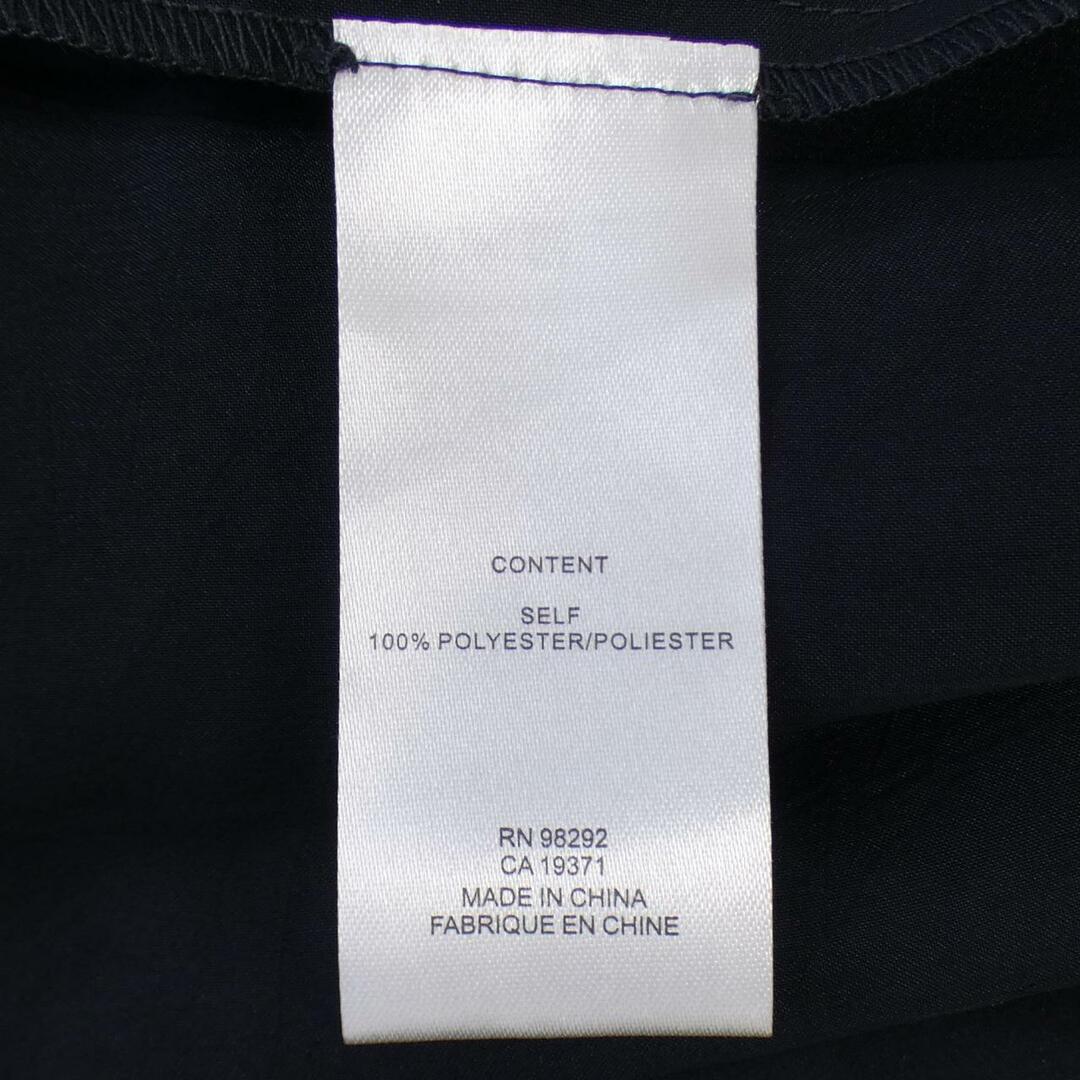 CONTENT
SELF
100% POLYESTER/POLIESTER
RN 98292
CA 19371
MADE IN CHINA
FABRIQUE EN CHINE